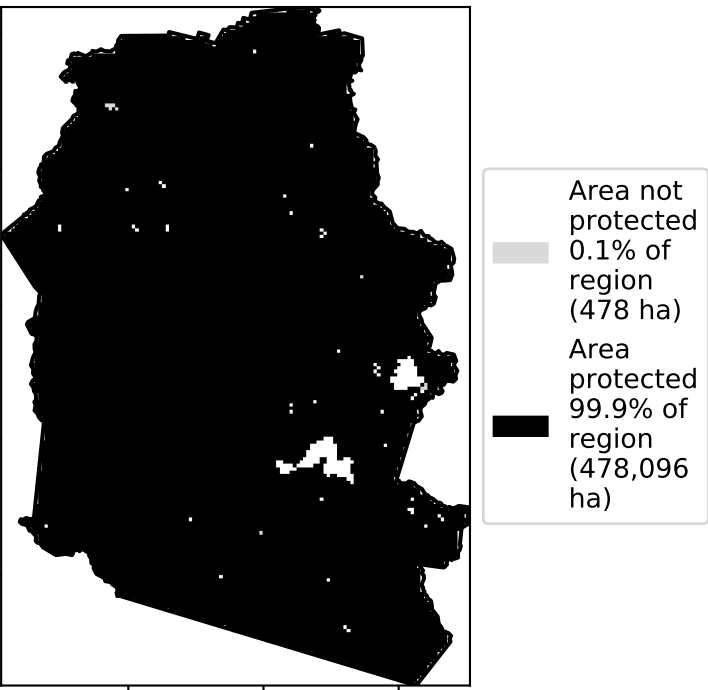 Area not
protected
0.1% of
region
(478 ha)
Area
protected
99.9% of
region
(478,096
ha)